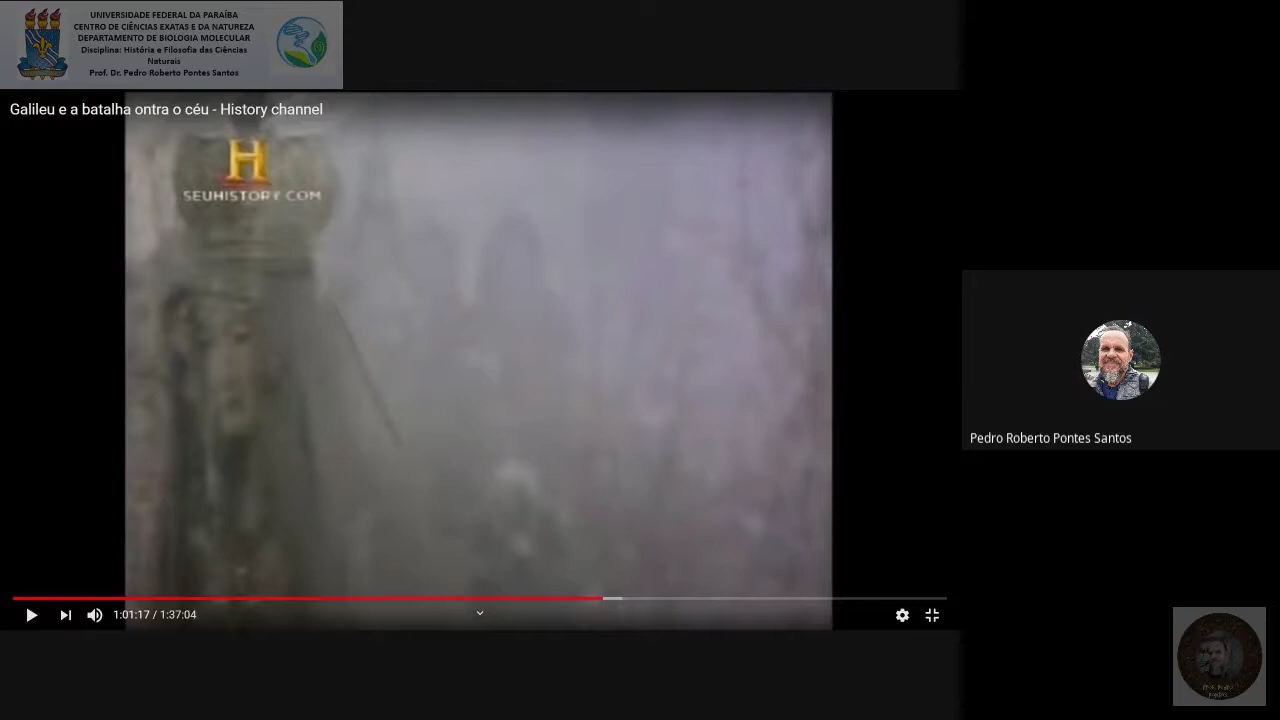 UNIVERSIDADE FEDERAL DA PARAÍBA
CENTRO DE CIÊNCIAS EXATAS E DA NATUREZA
DEPARTAMENTO DE BIOLOGIA MOLECULAR
Disciplina: História e Filosofia das Ciências
Naturais
Prof. Dr. Pedro Roberto Pontes Santos
Galileu e a batalha ontra o céu - History channel
H
SEUHISTORY.COM
Pedro Roberto Pontes Santos
1:01:17 / 1:37:04